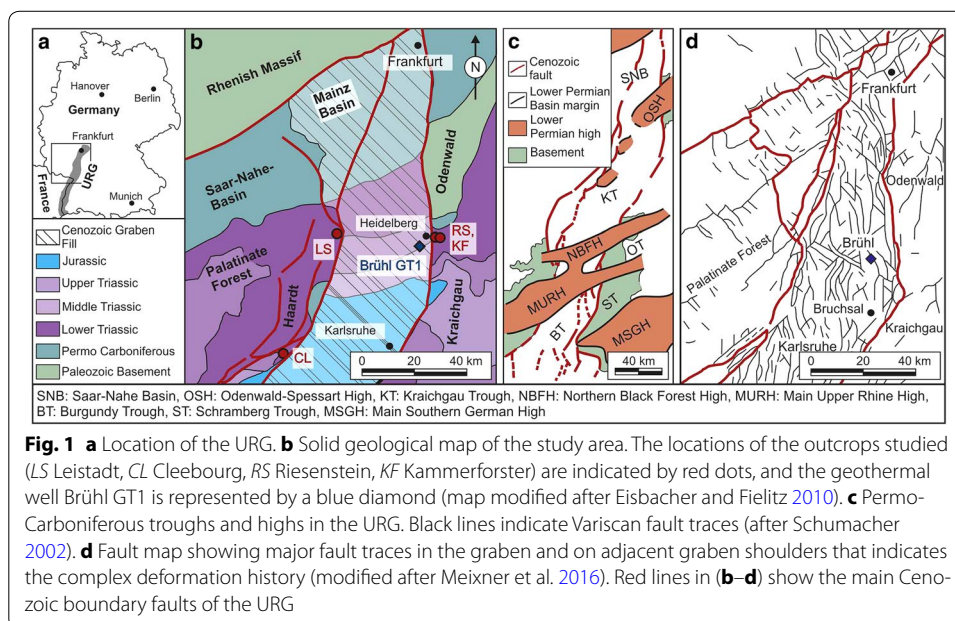 a
Hanover
Germany
Berlin
Frankfurt
URG
France
Munich
Cenozoic Graben
Fill
Jurassic
Upper Triassic
Middle Triassic
Lower Triassic
Permo Carboniferous
Paleozoic Basement
b
Rhenish Massif
Frankfurt
N
Mainz
Basin
Saar-Nahe-
Basin
Odenwald
Heidelberg
RS,
KF
LS
Brühl GT1
Palatinate
Forest
Haardt
Kraichgau
Karlsruhe
CL
0 20 40 km
c
Cenozoic
fault
Lower Permian
Basin margin
Lower
Permian high
Basement
SNB
OSH
KT
NBFH
OT
MURH
ST
BT
MSGH
0 40 km
d
Frankfurt
Odenwald
Brühl
Palatinate Forest
Bruchsal
Kraichgau
Karlsruhe
0 20 40 km
SNB: Saar-Nahe Basin, OSH: Odenwald-Spessart High, KT: Kraichgau Trough, NBFH: Northern Black Forest High, MURH: Main Upper Rhine High,
BT: Burgundy Trough, ST: Schramberg Trough, MSGH: Main Southern German High
Fig. 1 a Location of the URG. b Solid geological map of the study area. The locations of the outcrops studied
(LS Leistadt, CL Cleebourg, RS Riesenstein, KF Kammerforster) are indicated by red dots, and the geothermal
well Brühl GT1 is represented by a blue diamond (map modified after Eisbacher and Fielitz 2010). c Permo-
Carboniferous troughs and highs in the URG. Black lines indicate Variscan fault traces (after Schumacher
2002). d Fault map showing major fault traces in the graben and on adjacent graben shoulders that indicates
the complex deformation history (modified after Meixner et al. 2016). Red lines in (b–d) show the main Ceno-
zoic boundary faults of the URG